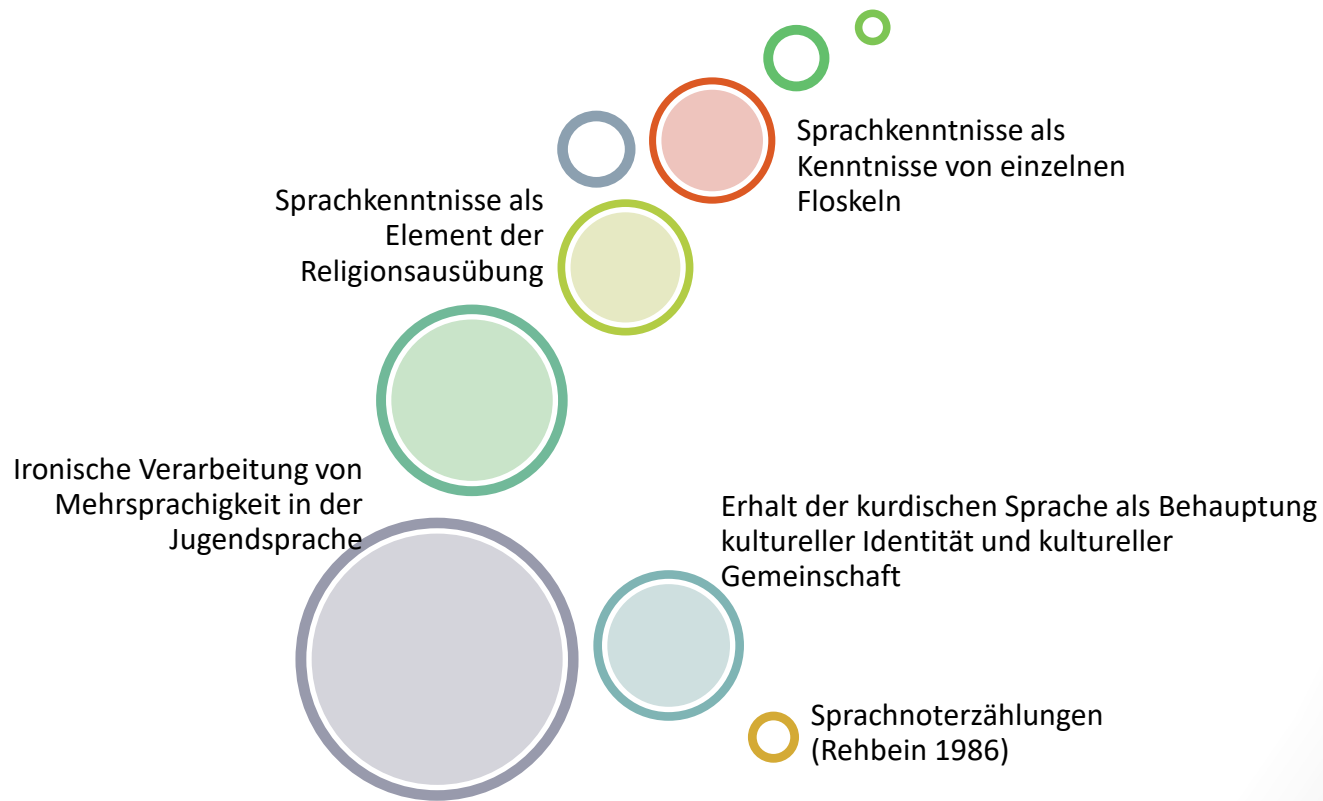 Sprachkenntnisse als
Kenntnisse von einzelnen
Floskeln
Sprachkenntnisse als
Element der
Religionsausübung
Ironische Verarbeitung von
Mehrsprachigkeit in der
Jugendsprache
Erhalt der kurdischen Sprache als Behauptung
kultureller Identität und kultureller
Gemeinschaft
Sprachnoterzählungen
(Rehbein 1986)